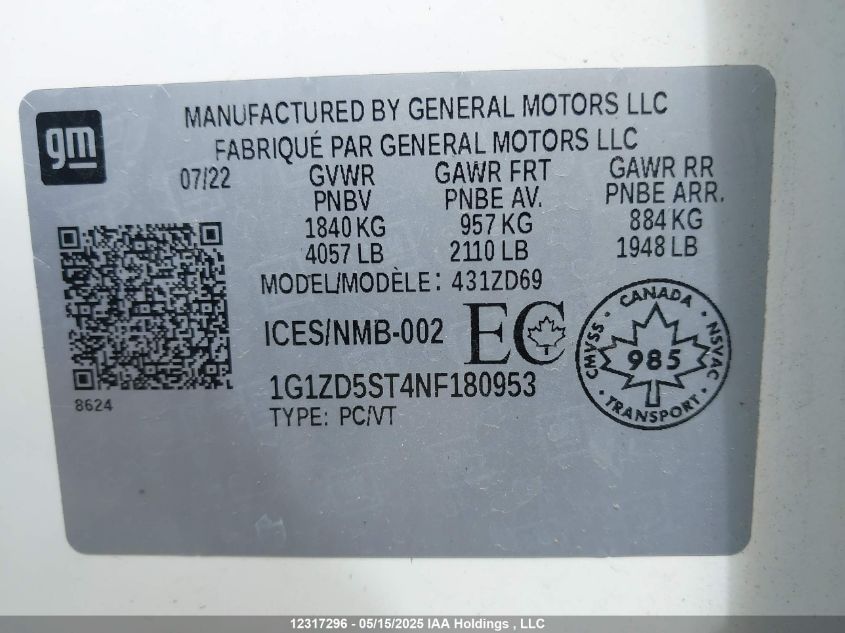 MANUFACTURED BY GENERAL MOTORS LLC
FABRIQUÉ PAR GENERAL MOTORS LLC
gm
07/22
GVWR
PNBV
1840 KG
4057 LB
GAWR FRT
PNBE AV.
957 KG
2110 LB
GAWR RR
PNBE ARR.
884 KG
1948 LB
MODEL/MODÈLE: 431ZD69
ICES/NMB-002
EC
CANADA
CMVSS
985
NSVAC
TRANSPORT
1G1ZD5ST4NF180953
8624
TYPE: PC/VT
12317296 - 05/15/2025 IAA Holdings , LLC